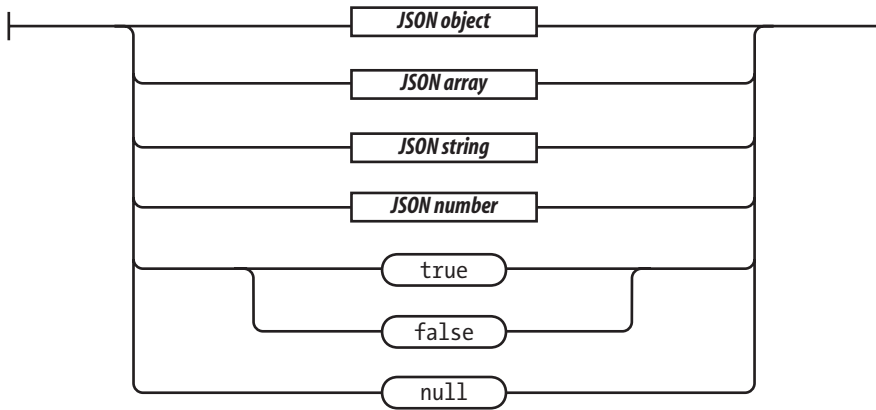 JSON object
JSON array
JSON string
JSON number
true
false
null